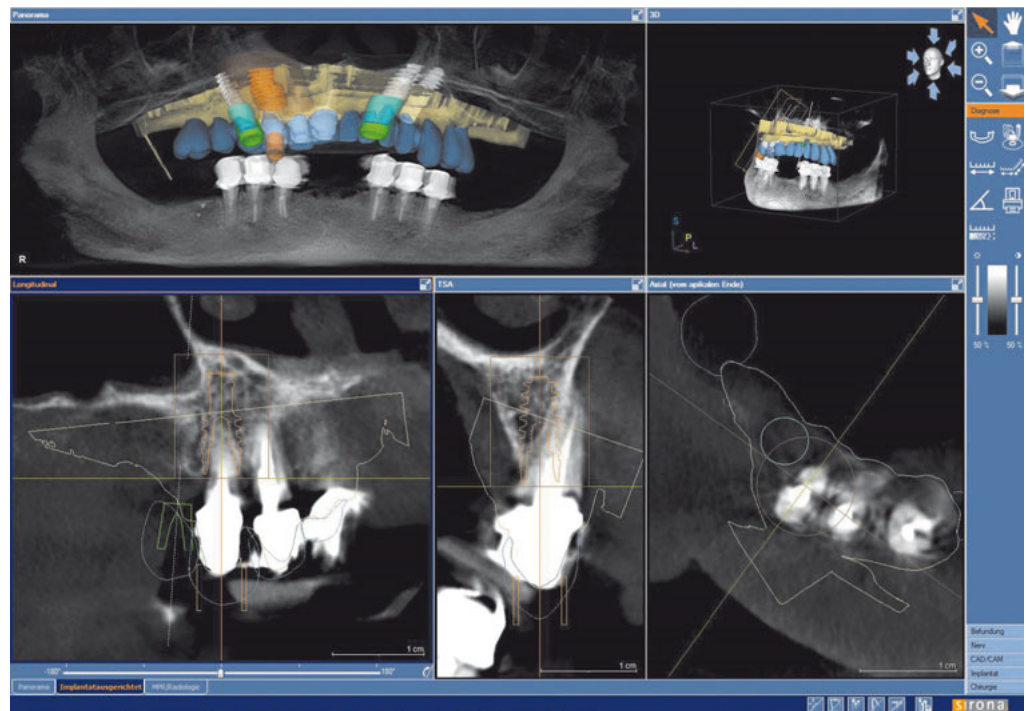 Panorama
3D
R
S
P
L
Diagnose
50 %
50 %
Longitudinal
TSA
Axial (vom apikalen Ende)
1 cm
1 cm
1 cm
-180°
180°
Panorama
Implantatausgerichtet
MPR/Radiologie
Befundung
Nerv
CAD/CAM
Implantat
Chirurgie
sirona